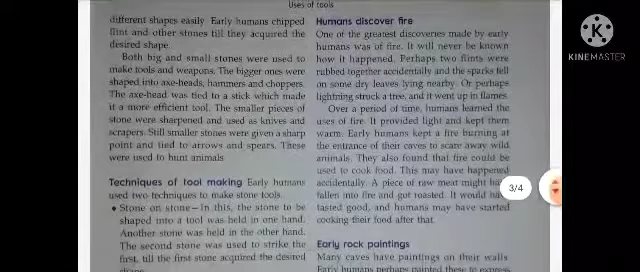 Uses of tools
different shapes easily Early humans chipped
flint and other stones till they acquired the
desired shape
Both big and small stones were used to
make tools and weapons. The bigger ones were
shaped into axe-heads, hammers and choppers.
The axe-head was tied to a stick which made
it a more efficient tool. The smaller pieces of
stone were sharpened and used as knives and
scrapers. Still smaller stones were given a sharp
point and tied to arrows and spears. These
were used to hunt animals
Techniques of tool making Early humans
used two techniques to make stone tools.
• Stone on stone—In this, the stone to be
shaped into a tool was held in one hand.
Another stone was held in the other hand.
The second stone was used to strike the
first, till the first stone acquired the desired
shape
Humans discover fire
One of the greatest discoveries made by early
humans was of fire. It will never be known
how it happened. Perhaps two flints were
rubbed together accidentally and the sparks fell
on some dry leaves lying nearby. Or perhaps
lightning struck a tree, and it went up in flames.
Over a period of time, humans learned the
uses of fire. It provided light and kept them
warm. Early humans kept a fire burning at
the entrance of their caves to scare away wild
animals. They also found that fire could be
used to cook food. This may have happened
accidentally. A piece of raw meat might ha
fallen into fire and got roasted. It would ha
tasted good, and humans may have started
cooking their food after that.
Early rock paintings
Many caves have paintings on their walls
Early humans perhaps painted these to express
3/4
KINEMASTER